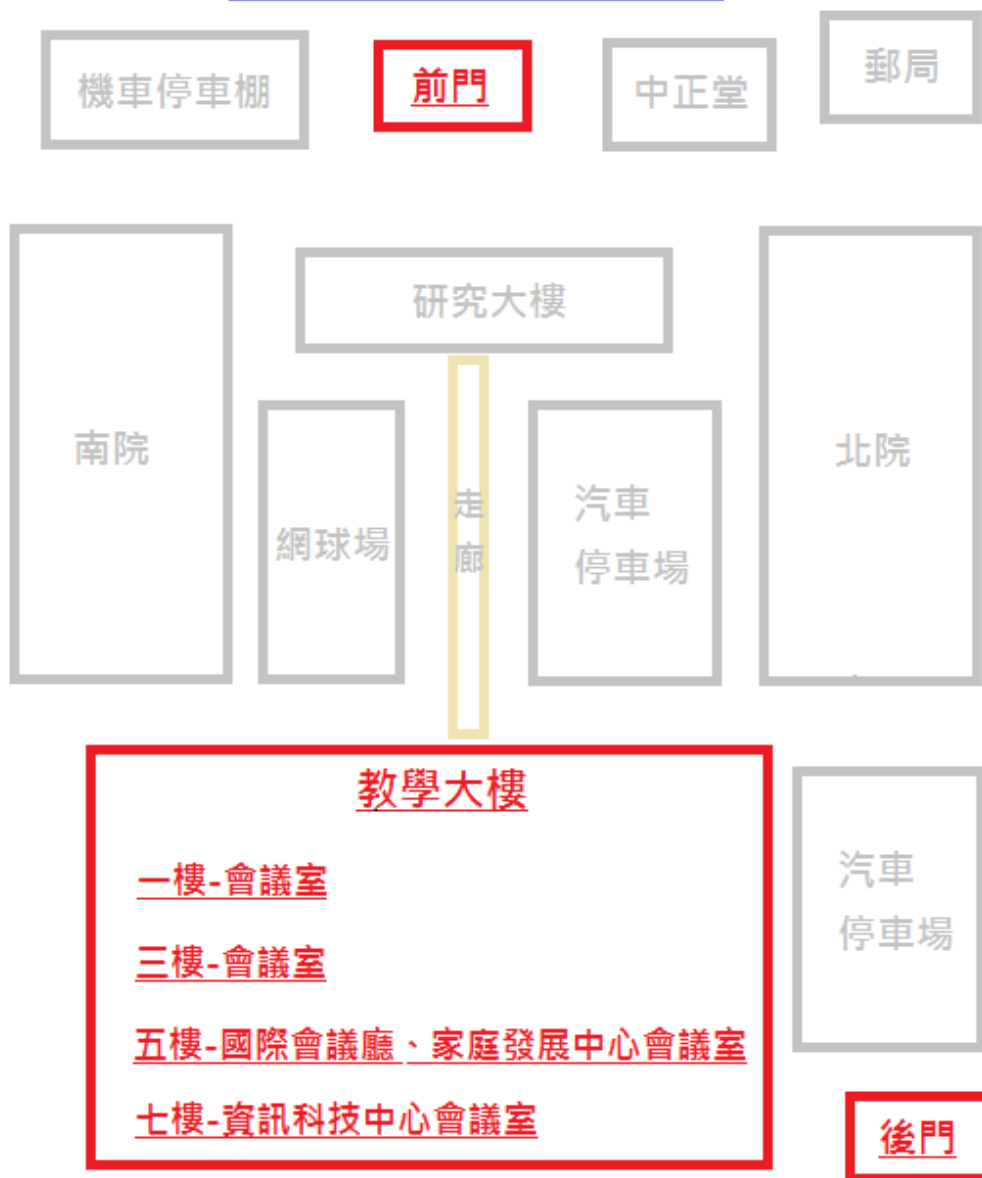 機車停車棚
前門
中正堂
郵局
研究大樓
南院
網球場
走
廊
汽車
停車場
北院
教學大樓
一樓-會議室
三樓-會議室
五樓-國際會議廳、家庭發展中心會議室
七樓-資訊科技中心會議室
汽車
停車場
後門